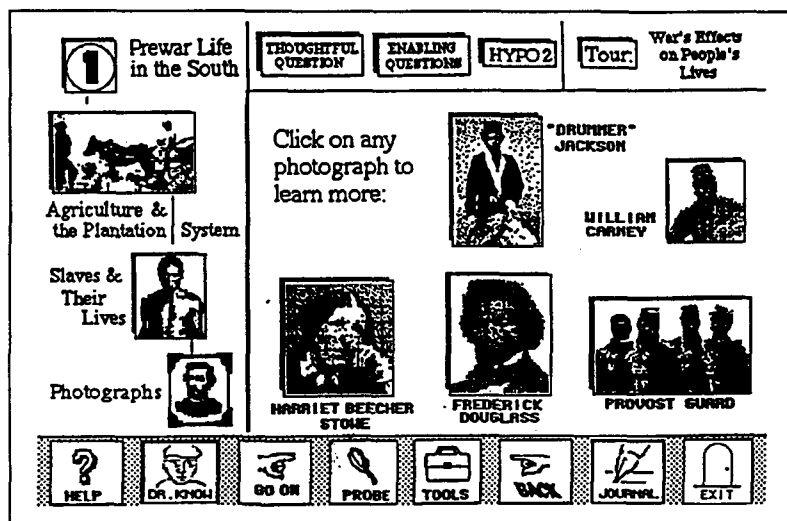 1
Prewar Life
in the South
THOUGHTFUL
QUESTION
ENABLING
QUESTIONS
HYPO 2
Tour:
War's Effects
on People's
Lives
Agriculture &
the Plantation System
Slaves &
Their
Lives
Photographs
Click on any
photograph to
learn more:
"DRUMMER"
JACKSON
WILLIAM
CARNEY
HARRIET BEECHER
STOWE
FREDERICK
DOUGLASS
PROVOST GUARD
?
HELP
DR. KNOW
GO ON
PROBE
TOOLS
BACK
JOURNAL
EXIT